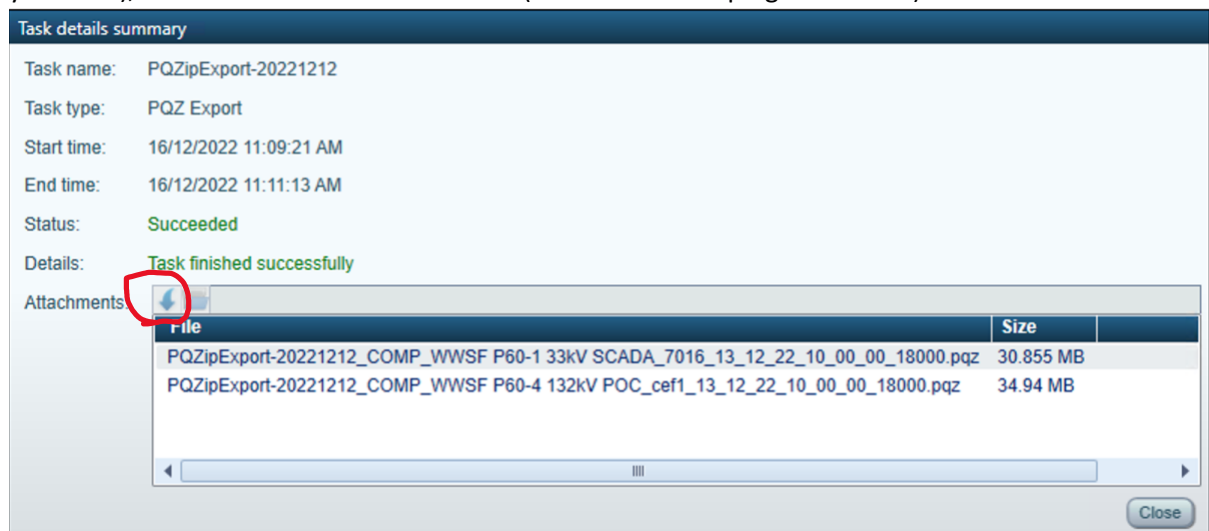 Task details summary
Task name: PQZipExport-20221212
Task type: PQZ Export
Start time: 16/12/2022 11:09:21 AM
End time: 16/12/2022 11:11:13 AM
Status: Succeeded
Details: Task finished successfully
Attachments:
File Size
PQZipExport-20221212_COMP_WWSF P60-1 33kV SCADA_7016_13_12_22_10_00_00_18000.pqz 30.855 MB
PQZipExport-20221212_COMP_WWSF P60-4 132kV POC_cef1_13_12_22_10_00_00_18000.pqz 34.94 MB
Close